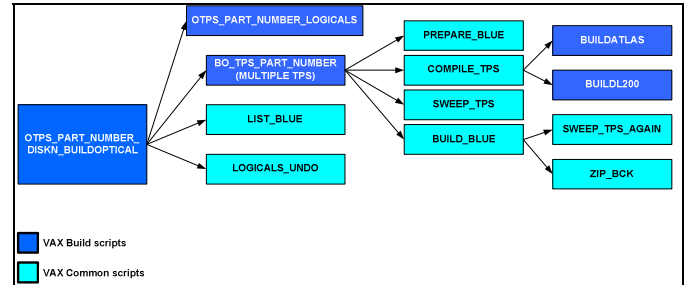 OTPS_PART_NUMBER_LOGICALS
PREPARE_BLUE
BUILDATLAS
BO_TPS_PART_NUMBER
(MULTIPLE TPS)
COMPILE_TPS
BUILDL200
SWEEP_TPS
LIST_BLUE
BUILD_BLUE
SWEEP_TPS_AGAIN
OTPS_PART_NUMBER_
DISKN_BUILDOPTICAL
LOGICALS_UNDO
ZIP_BCK
VAX Build scripts
VAX Common scripts